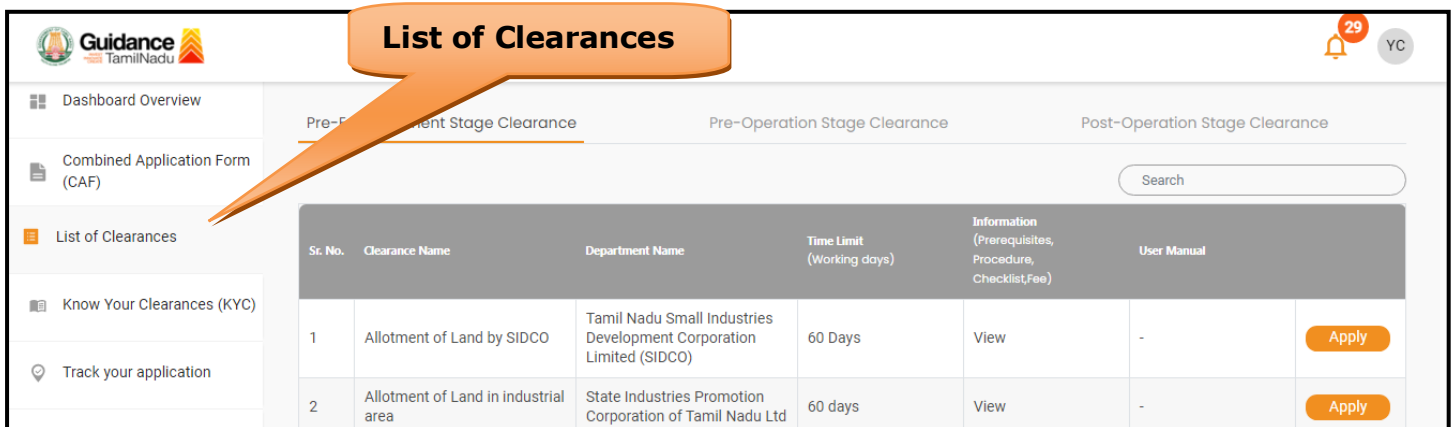 Guidance
TamilNadu
List of Clearances
29
YC
Dashboard Overview
Combined Application Form
(CAF)
List of Clearances
Know Your Clearances (KYC)
Track your application
Stage Clearance
Pre-Operation Stage Clearance
Post-Operation Stage Clearance
Search
Sr. No.
Clearance Name
Department Name
Time Limit
(Working days)
Information
(Prerequisites,
Procedure,
Checklist,Fee)
User Manual
1
Allotment of Land by SIDCO
Tamil Nadu Small Industries
Development Corporation
Limited (SIDCO)
60 Days
View
-
Apply
2
Allotment of Land in industrial
area
State Industries Promotion
Corporation of Tamil Nadu Ltd
60 days
View
-
Apply